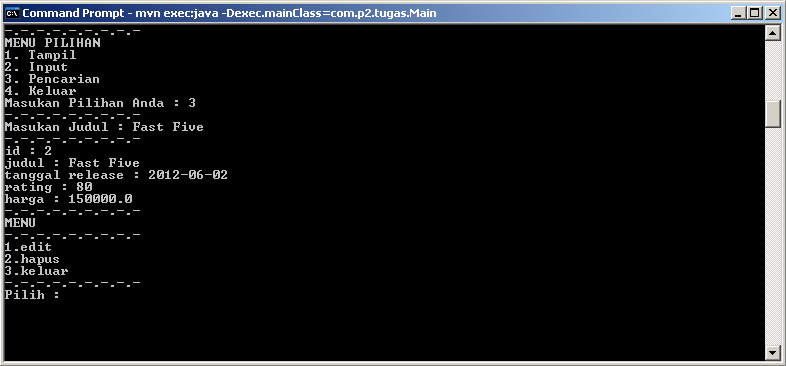 Command Prompt - mvn exec:java -Dexec.mainClass=com.p2.tugas.Main
-.-.-.-.-.-.-.-.-
MENU PILIHAN
1. Tampil
2. Input
3. Pencarian
4. Keluar
Masukan Pilihan Anda : 3
-.-.-.-.-.-.-.-.-
Masukan Judul : Fast Five
-.-.-.-.-.-.-.-.-
id : 2
judul : Fast Five
tanggal release : 2012-06-02
rating : 80
harga : 150000.0
-.-.-.-.-.-.-.-.-
MENU
-.-.-.-.-.-.-.-.-
1.edit
2.hapus
3.keluar
-.-.-.-.-.-.-.-.-
Pilih :